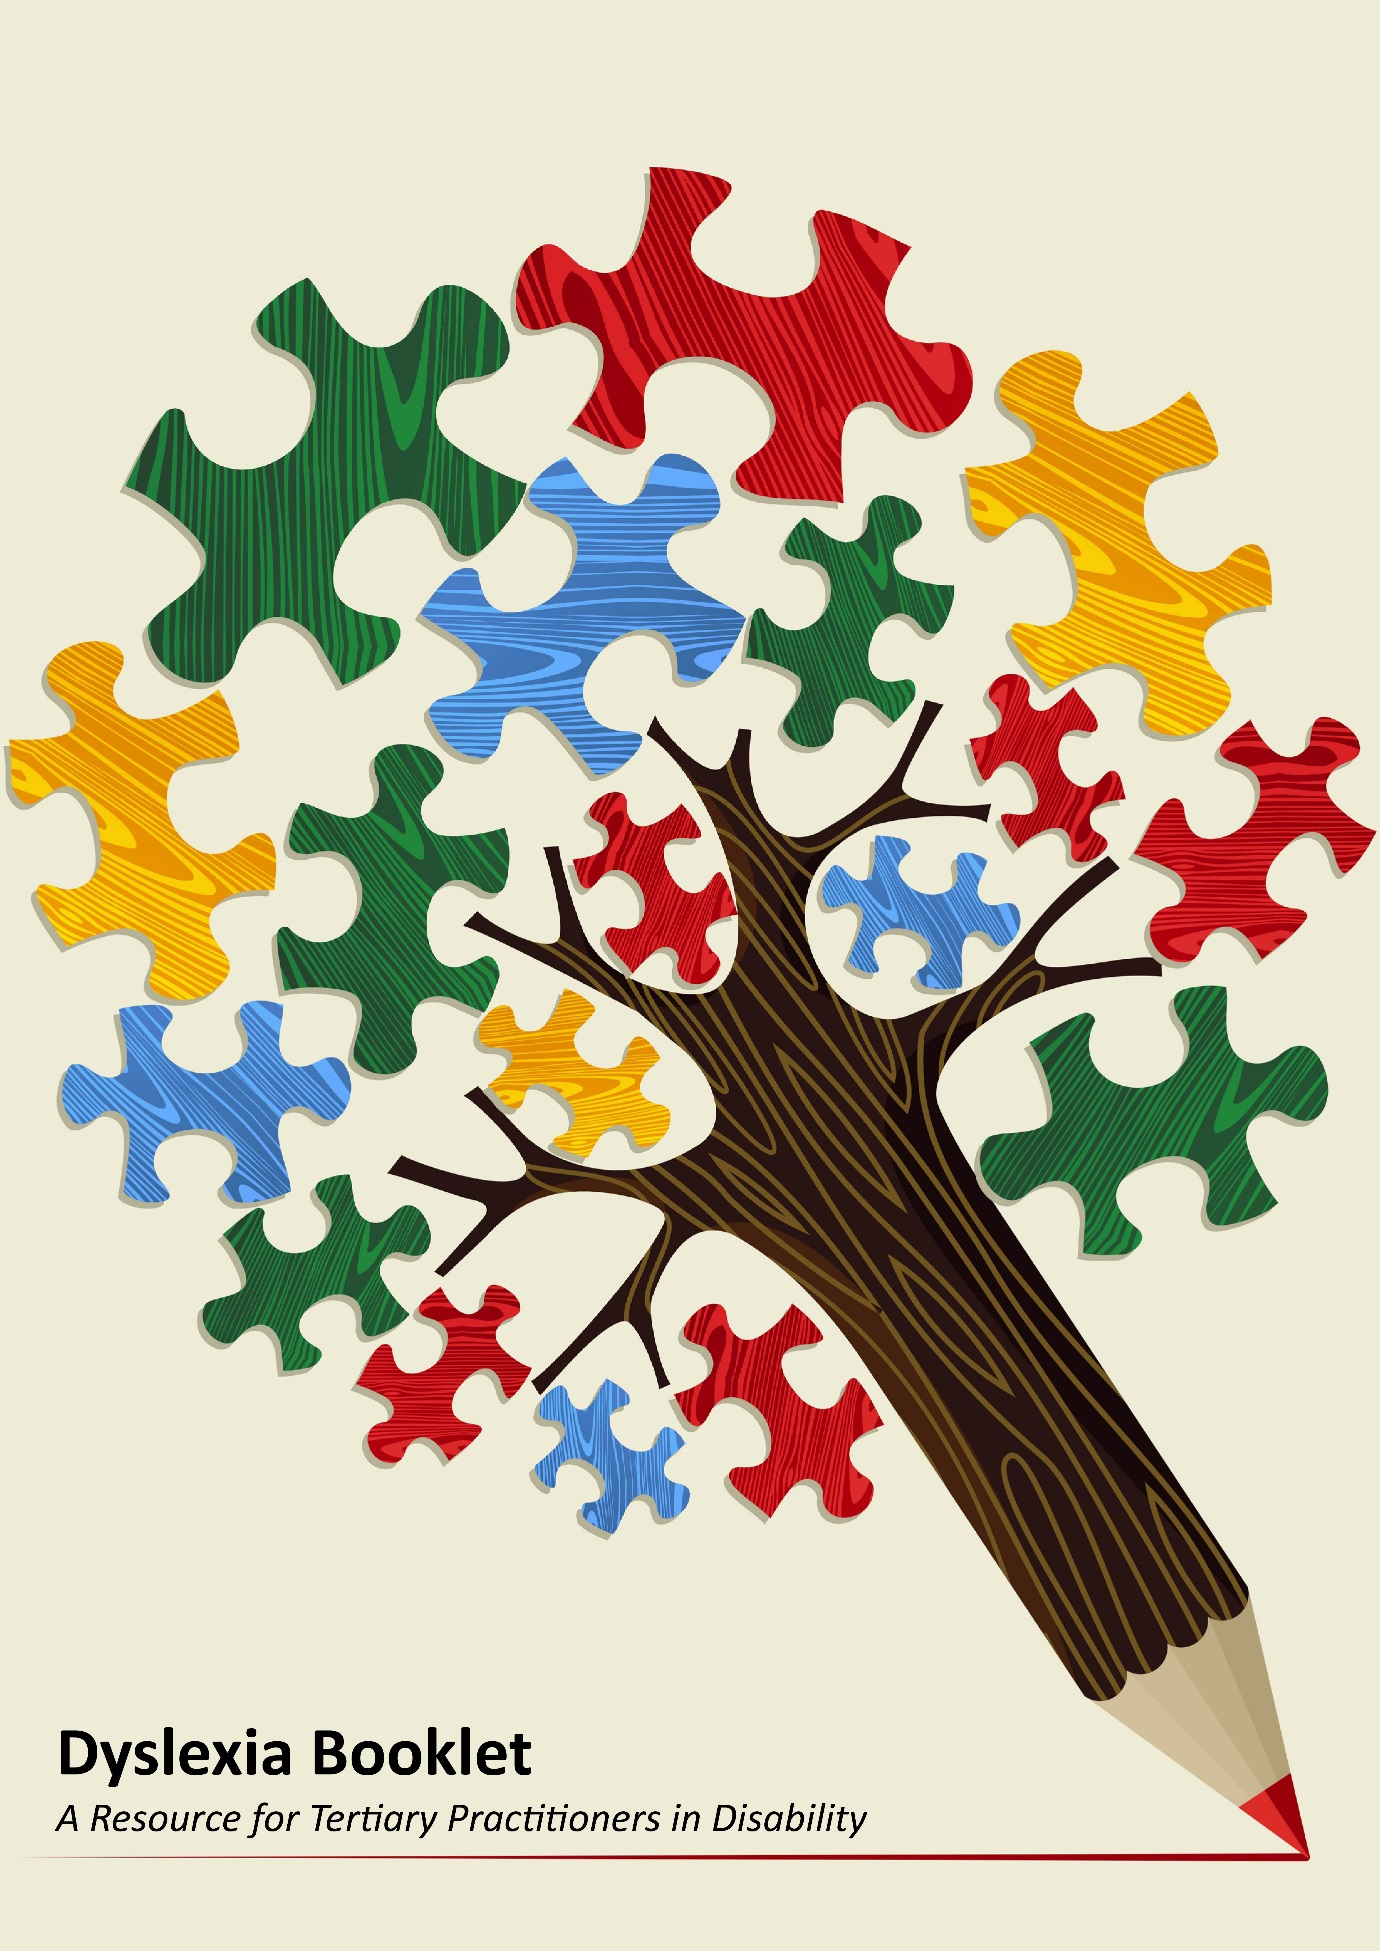 Dyslexia Booklet
A Resource for Tertiary Practitioners in Disability